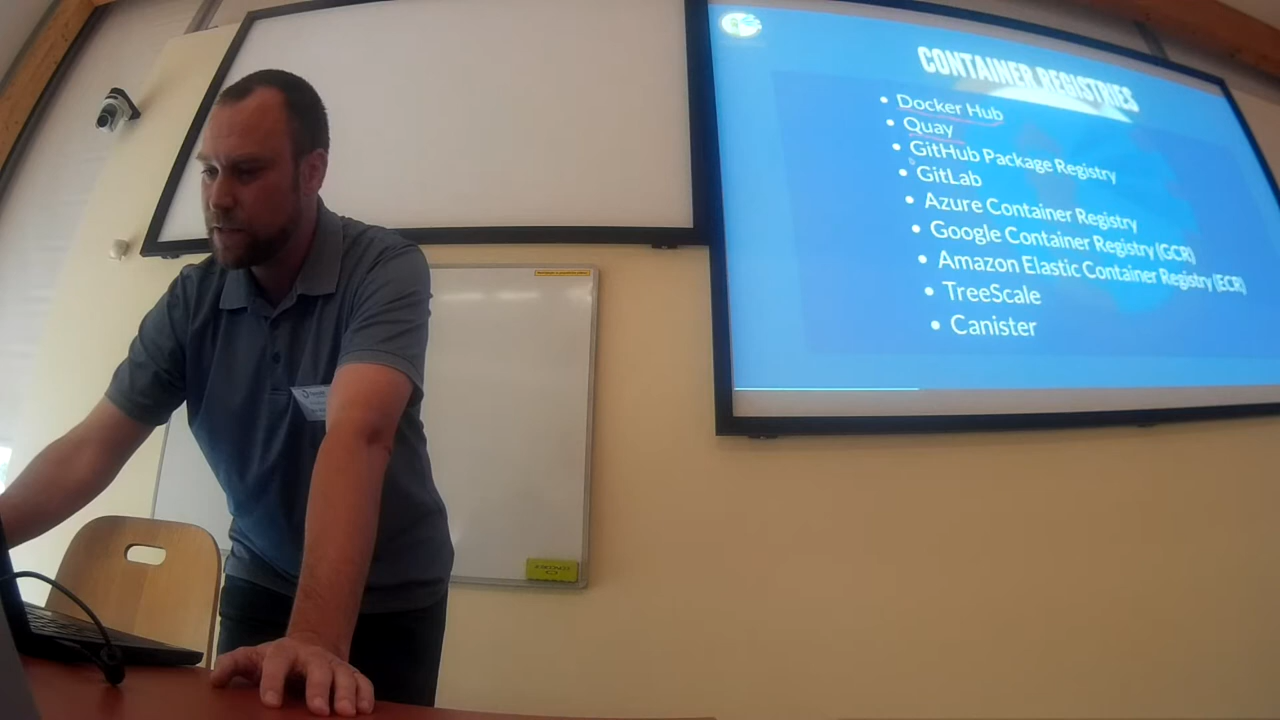 CONTAINER REGISTRIES
Docker Hub
Quay
GitHub Package Registry
GitLab
Azure Container Registry
Google Container Registry (GCR)
Amazon Elastic Container Registry (ECR)
TreeScale
Canister